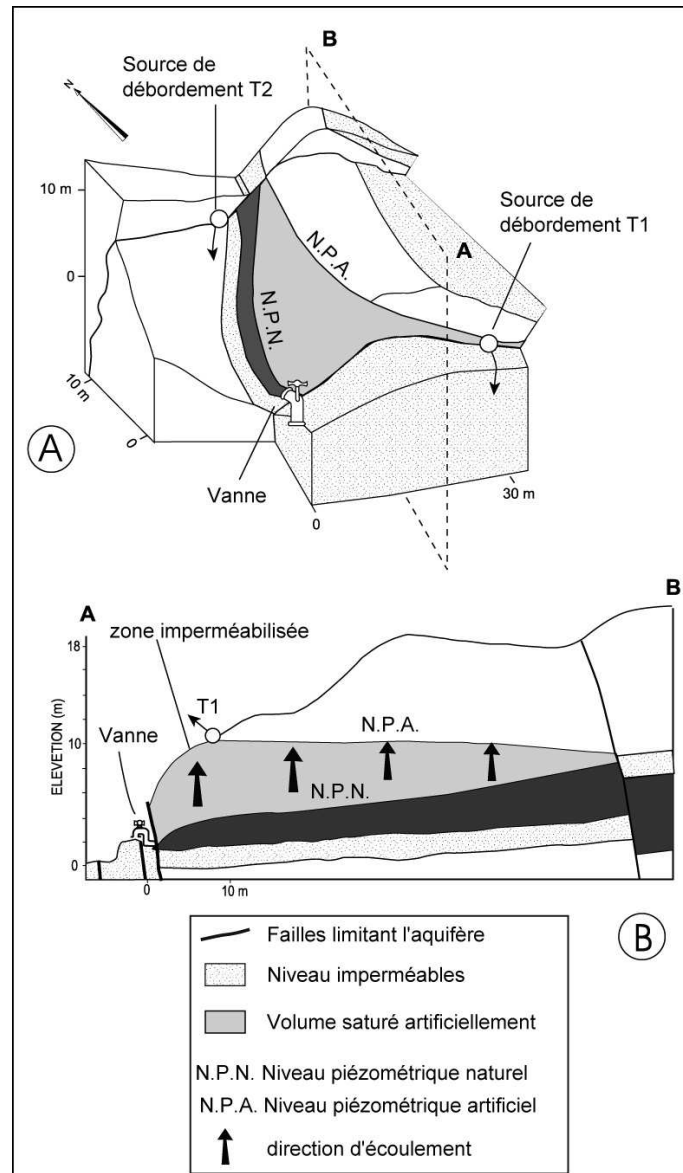 B
Source de
débordement T2
N
10 m
Source de
débordement T1
A
0
N.P.A.
N.P.N.
10 m
0
A
Vanne
0
30 m
A
B
zone imperméabilisée
18
T1
N.P.A.
Vanne
10
ELEVETION (m)
N.P.N.
0
0
10 m
B
Failles limitant l'aquifère
Niveau imperméables
Volume saturé artificiellement
N.P.N. Niveau piézométrique naturel
N.P.A. Niveau piézométrique artificiel
direction d'écoulement